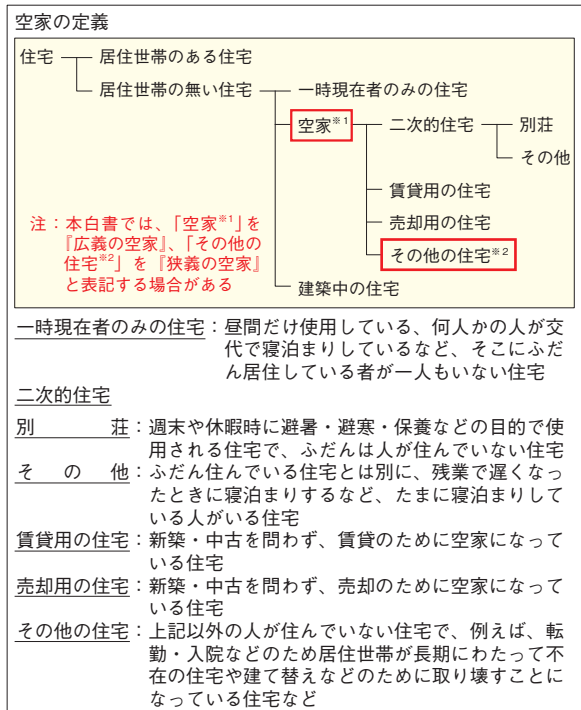 空家の定義
住宅 居住世帯のある住宅
居住世帯の無い住宅 一時現在者のみの住宅
空家※1 二次的住宅 別荘
その他
賃貸用の住宅
売却用の住宅
その他の住宅※2
建築中の住宅
注：本白書では、「空家※1」を
『広義の空家』、「その他の
住宅※2」を『狭義の空家』
と表記する場合がある
一時現在者のみの住宅：昼間だけ使用している、何人かの人が交
代で寝泊まりしているなど、そこにふだ
ん居住している者が一人もいない住宅
二次的住宅
別荘：週末や休暇時に避暑・避寒・保養などの目的で使
用される住宅で、ふだんは人が住んでいない住宅
その他：ふだん住んでいる住宅とは別に、残業で遅くなっ
たときに寝泊まりするなど、たまに寝泊まりして
いる人がいる住宅
賃貸用の住宅：新築・中古を問わず、賃貸のために空家になって
いる住宅
売却用の住宅：新築・中古を問わず、売却のために空家になって
いる住宅
その他の住宅：上記以外の人が住んでいない住宅で、例えば、転
勤・入院などのため居住世帯が長期にわたって不
在の住宅や建て替えなどのために取り壊すことに
なっている住宅など